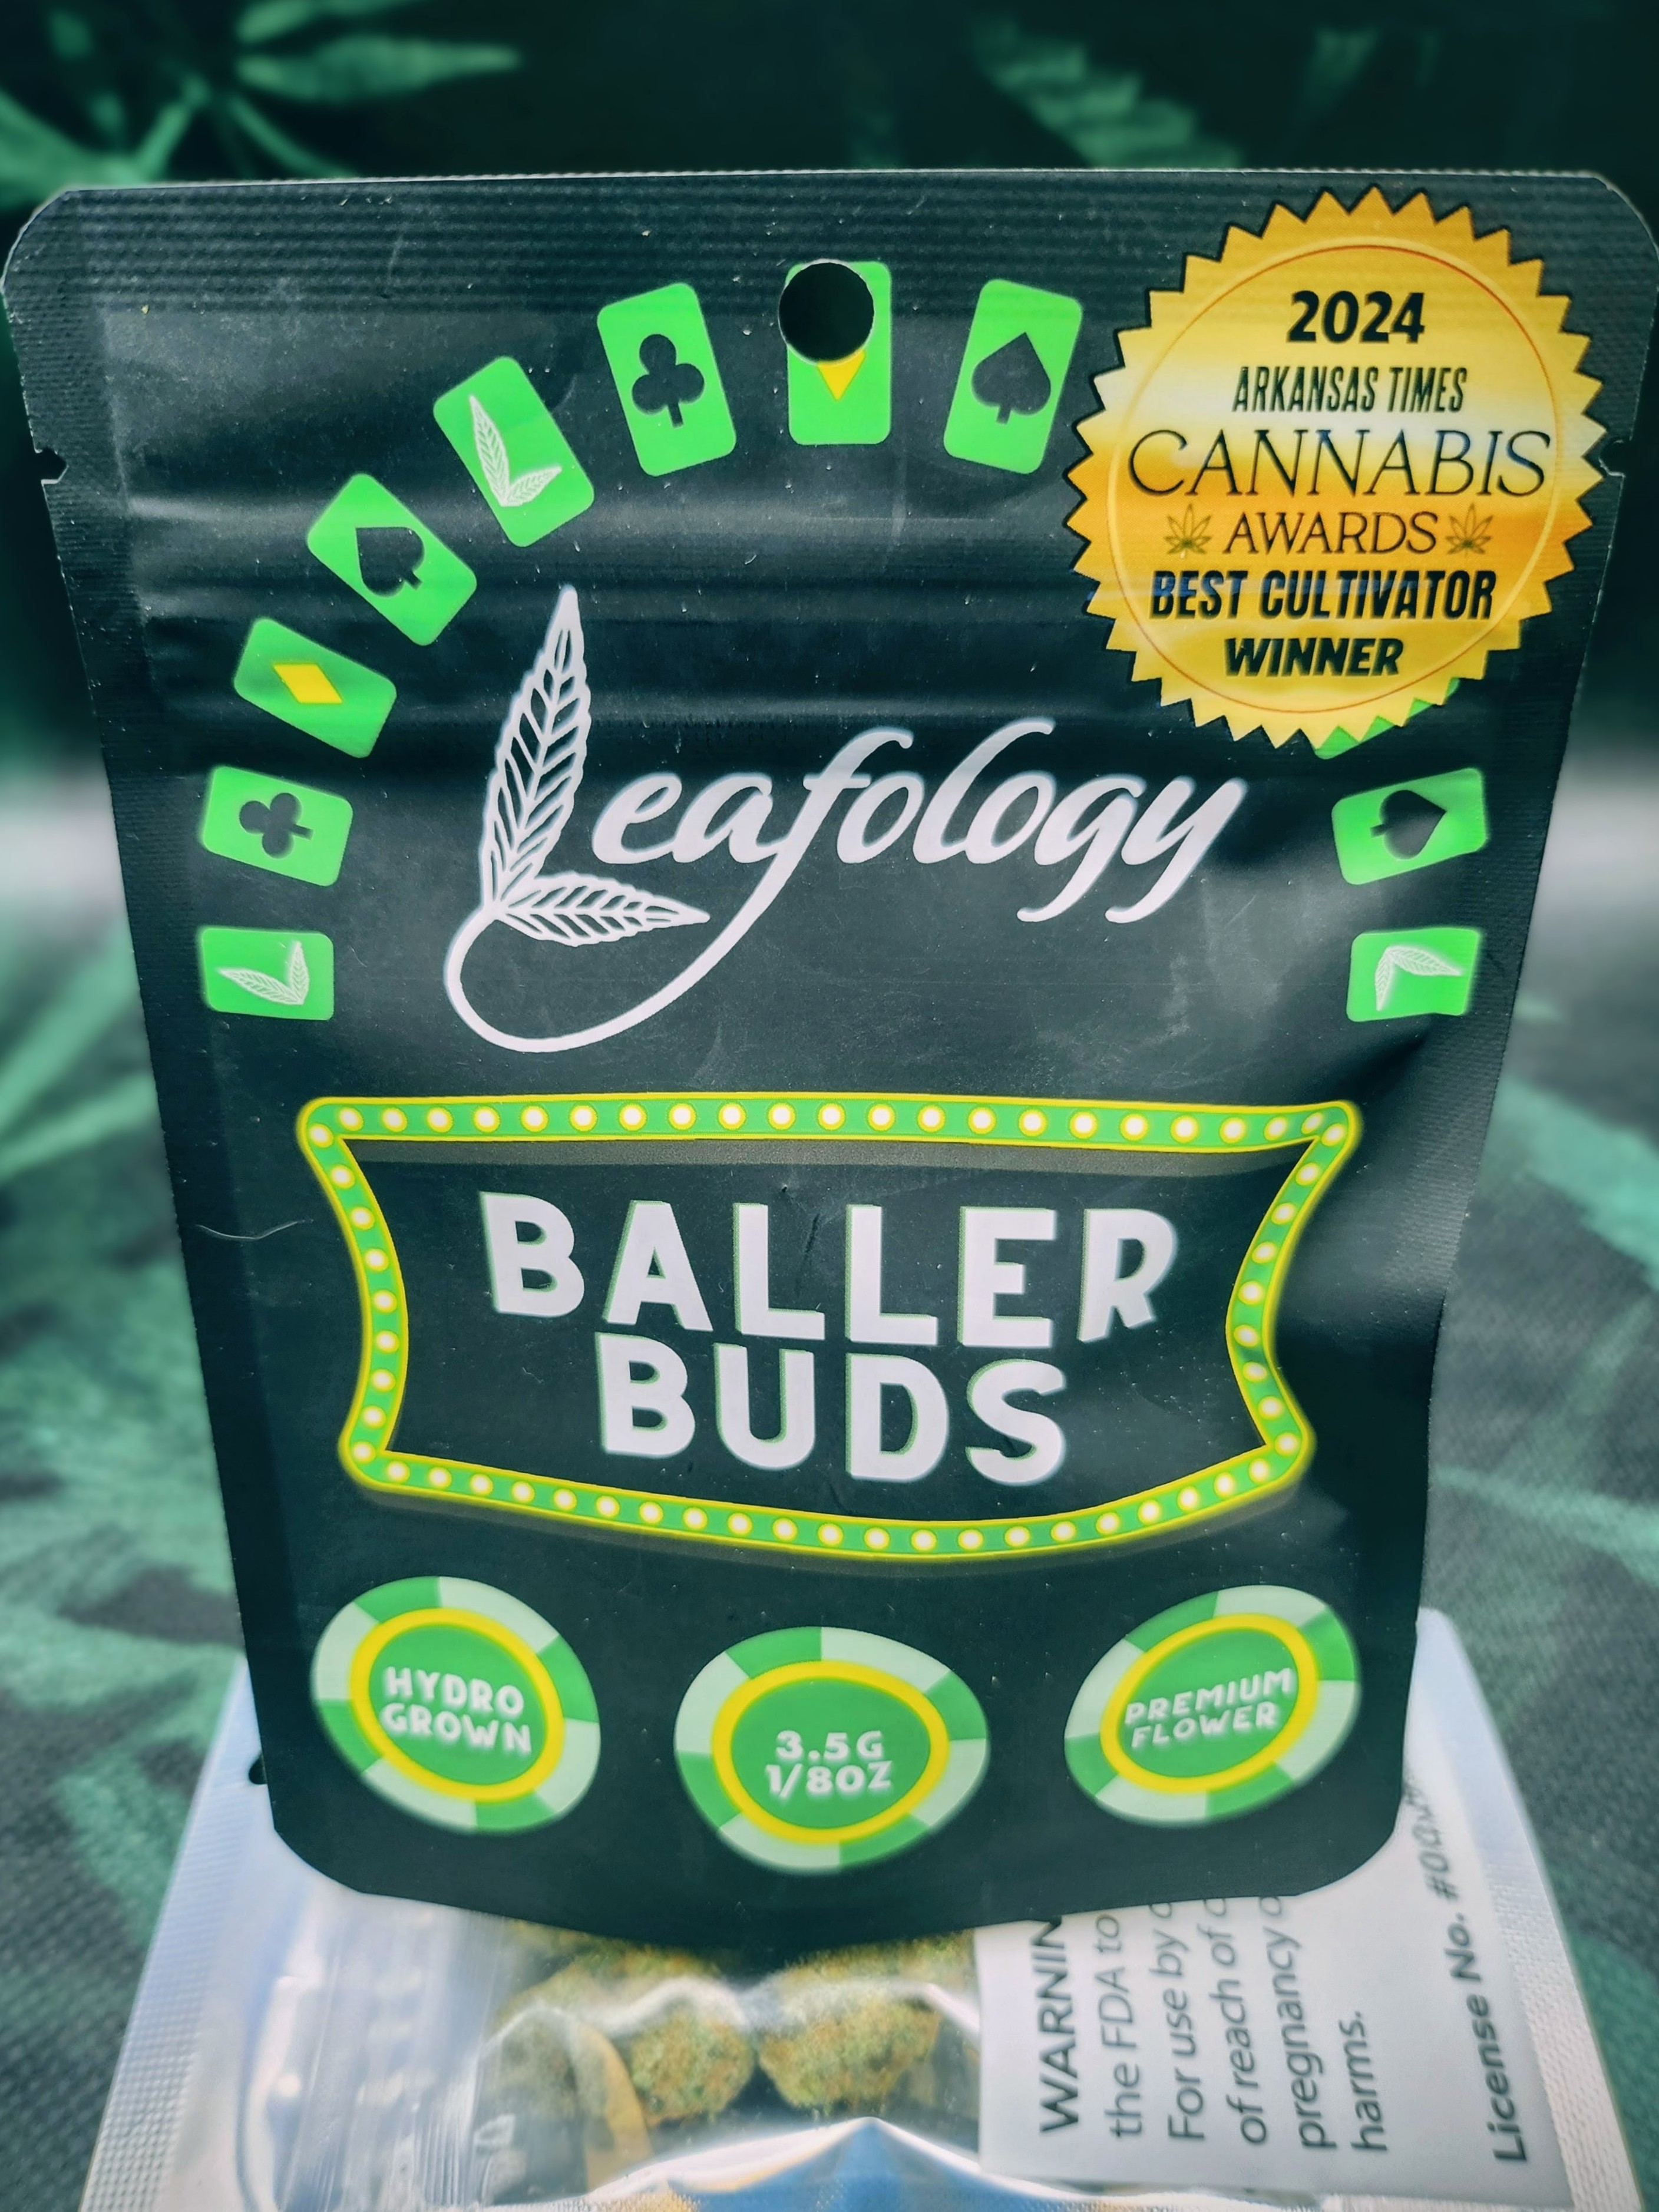 2024
ARKANSAS TIMES
CANNABIS
AWARDS
BEST CULTIVATOR
WINNER
Leafology
BALLER
BUDS
HYDRO
GROWN
3.5G
1/8OZ
PREMIUM
FLOWER
the FDA to
For use by
of reach of
pregnancy
harms.
License No.